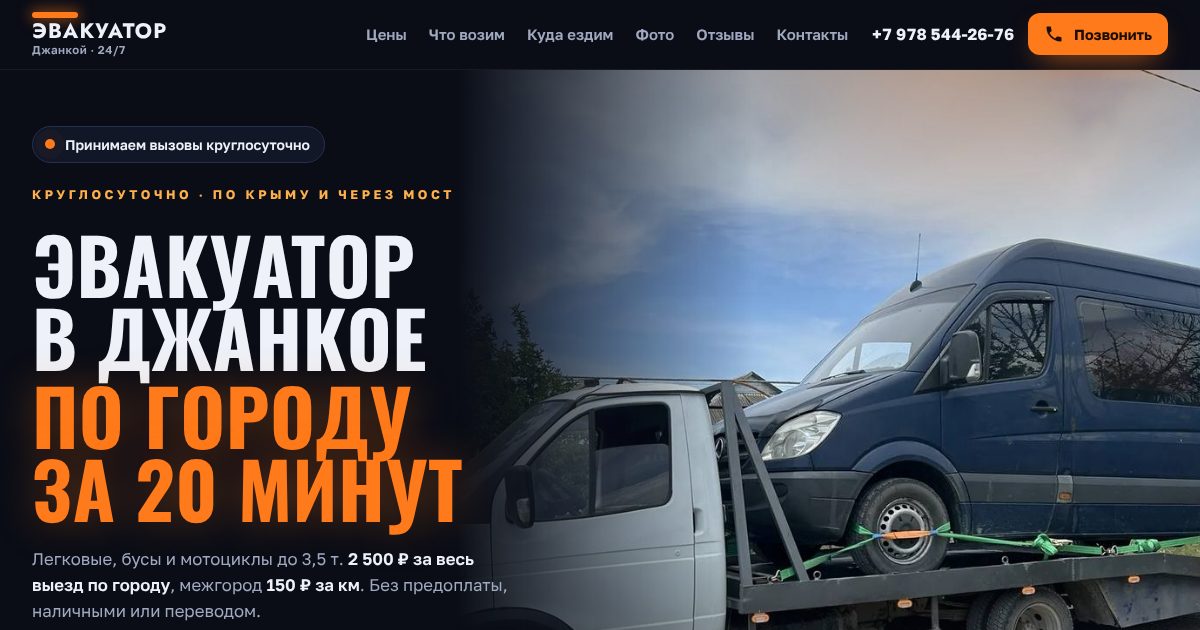 ЭВАКУАТОР
Джанкой · 24/7
Цены
Что возим
Куда ездим
Фото
Отзывы
Контакты
+7 978 544-26-76
Позвонить
Принимаем вызовы круглосуточно
КРУГЛОСУТОЧНО · ПО КРЫМУ И ЧЕРЕЗ МОСТ
ЭВАКУАТОР
В ДЖАНКОЕ
ПО ГОРОДУ
ЗА 20 МИНУТ
Легковые, бусы и мотоциклы до 3,5 т. 2 500 ₽ за весь
выезд по городу, межгород 150 ₽ за км. Без предоплаты,
наличными или переводом.